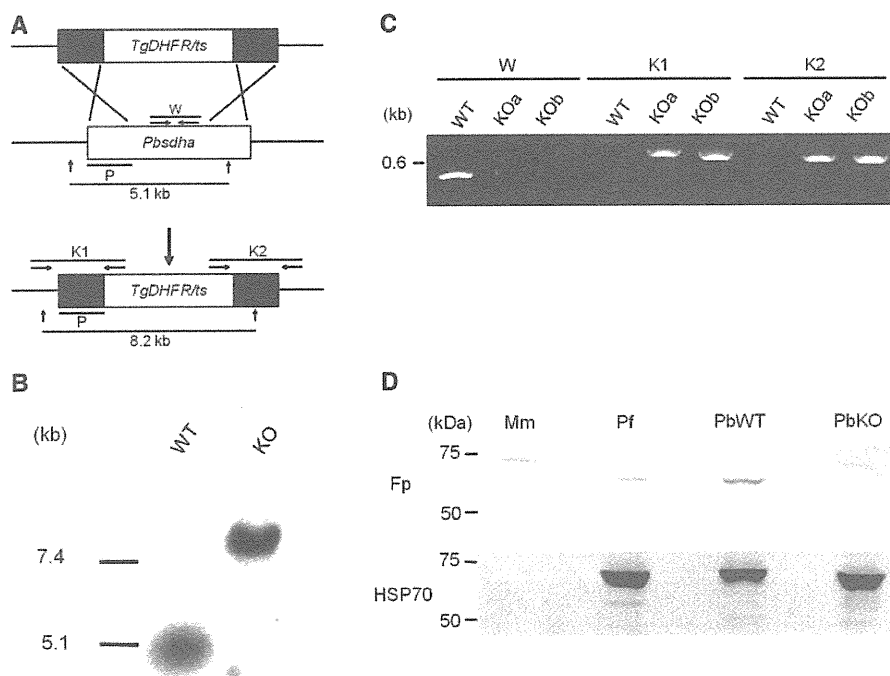 A
TgDHFR/ts
W
Pbsdha
P
5.1 kb
K1
K2
TgDHFR/ts
P
8.2 kb
B
(kb)
WT
KO
7.4
5.1
C
W
K1
K2
WT
KOa
KOb
WT
KOa
KOb
WT
KOa
KOb
(kb)
0.6
D
(kDa)
Mm
Pf
PbWT
PbKO
75
Fp
50
75
HSP70
50